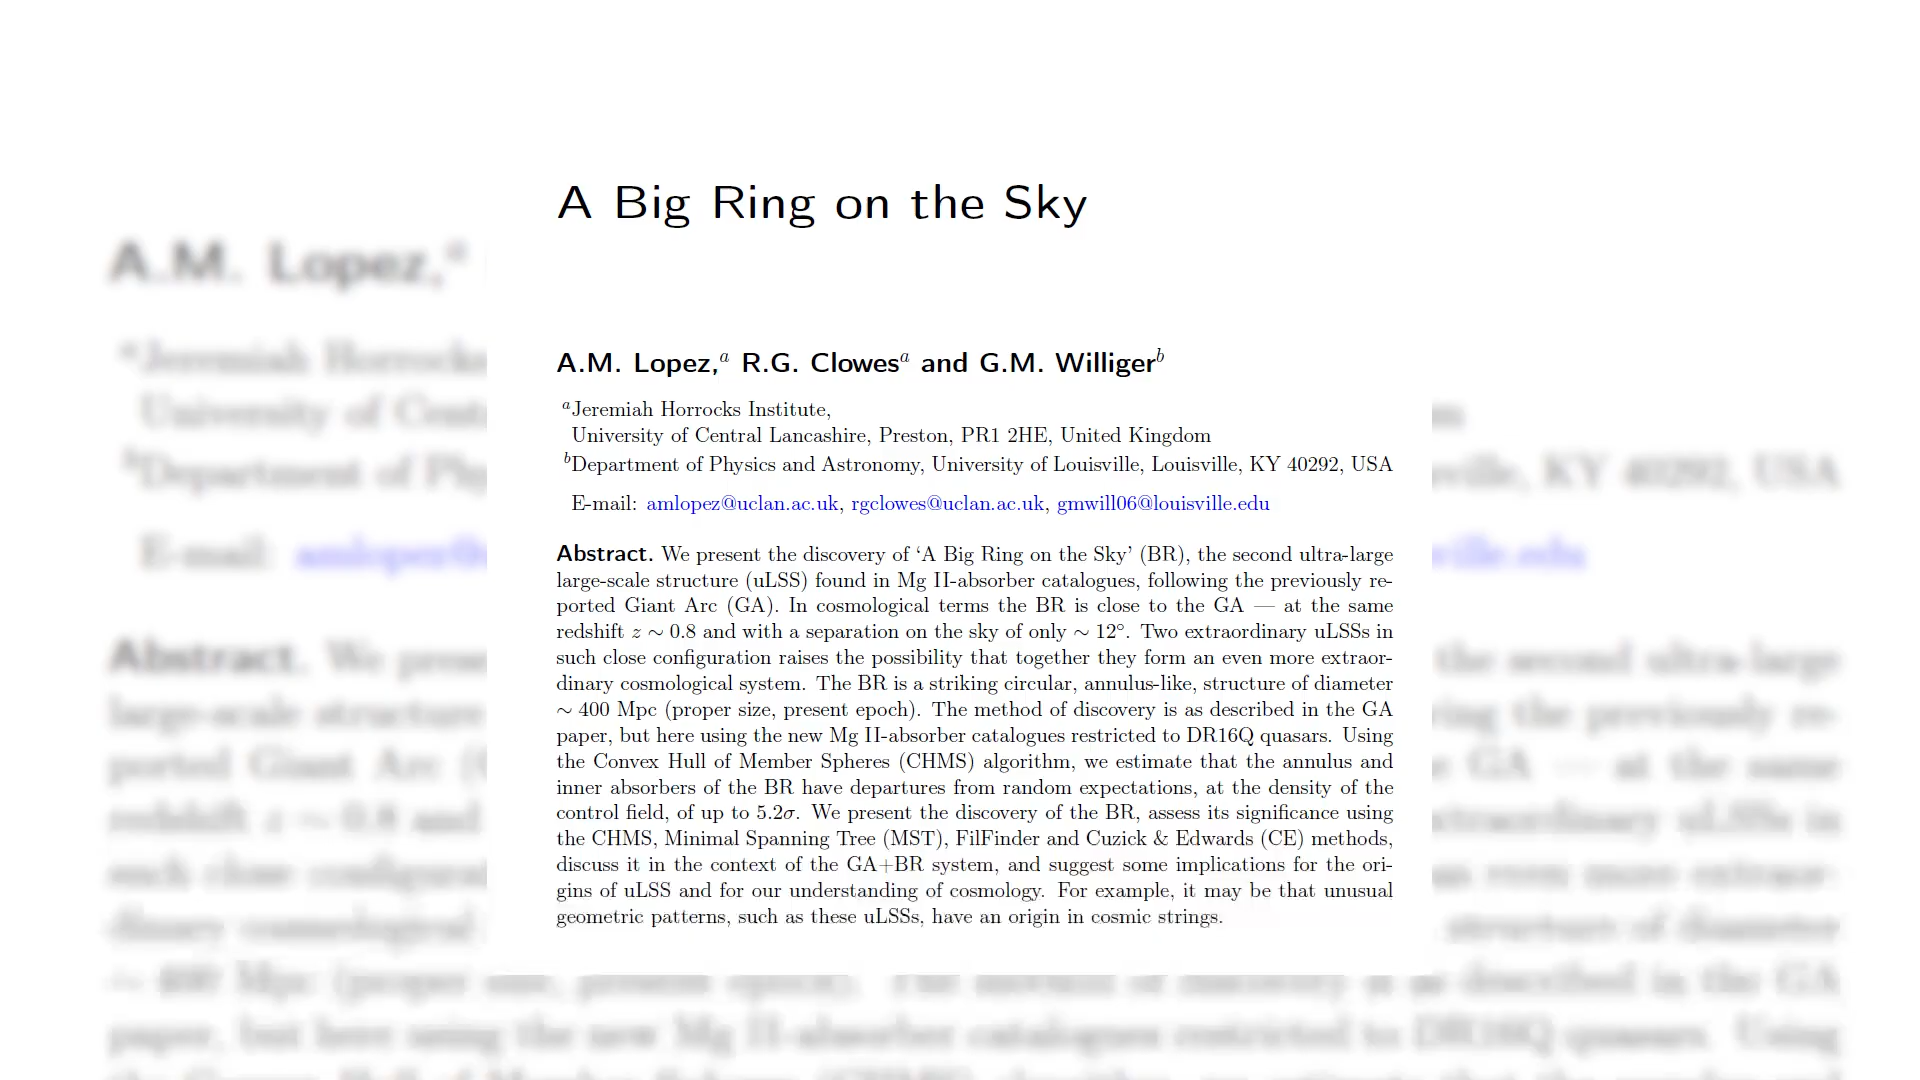 A Big Ring on the Sky
A.M. Lopez,ᵃ R.G. Clowesᵃ and G.M. Willigerᵇ
ᵃJeremiah Horrocks Institute,
University of Central Lancashire, Preston, PR1 2HE, United Kingdom
ᵇDepartment of Physics and Astronomy, University of Louisville, Louisville, KY 40292, USA
E-mail: amlopez@uclan.ac.uk, rgclowes@uclan.ac.uk, gmwill06@louisville.edu
Abstract. We present the discovery of ‘A Big Ring on the Sky’ (BR), the second ultra-large
large-scale structure (uLSS) found in Mg II-absorber catalogues, following the previously re-
ported Giant Arc (GA). In cosmological terms the BR is close to the GA — at the same
redshift z ∼ 0.8 and with a separation on the sky of only ∼ 12°. Two extraordinary uLSSs in
such close configuration raises the possibility that together they form an even more extraor-
dinary cosmological system. The BR is a striking circular, annulus-like, structure of diameter
∼ 400 Mpc (proper size, present epoch). The method of discovery is as described in the GA
paper, but here using the new Mg II-absorber catalogues restricted to DR16Q quasars. Using
the Convex Hull of Member Spheres (CHMS) algorithm, we estimate that the annulus and
inner absorbers of the BR have departures from random expectations, at the density of the
control field, of up to 5.2σ. We present the discovery of the BR, assess its significance using
the CHMS, Minimal Spanning Tree (MST), FilFinder and Cuzick & Edwards (CE) methods,
discuss it in the context of the GA+BR system, and suggest some implications for the ori-
gins of uLSS and for our understanding of cosmology. For example, it may be that unusual
geometric patterns, such as these uLSSs, have an origin in cosmic strings.